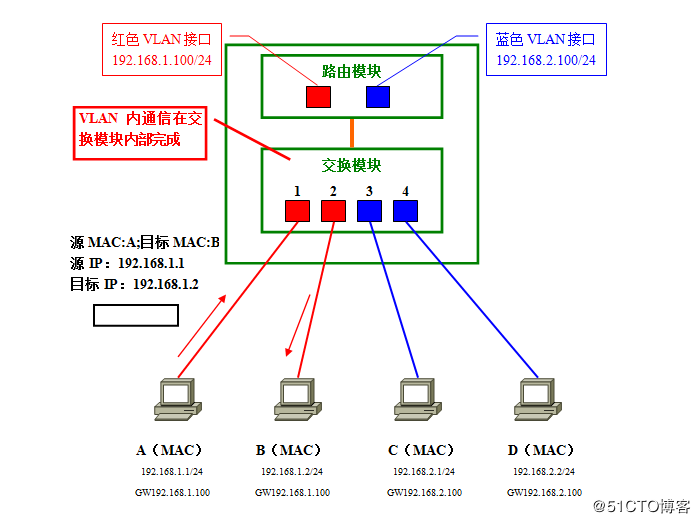 红色 VLAN 接口
192.168.1.100/24
蓝色 VLAN 接口
192.168.2.100/24
路由模块
VLAN 内通信在交
换模块内部完成
交换模块
1 2 3 4
源 MAC:A;目标 MAC:B
源 IP：192.168.1.1
目标 IP：192.168.1.2
A（MAC） B（MAC） C（MAC） D（MAC）
192.168.1.1/24 192.168.1.2/24 192.168.2.1/24 192.168.2.2/24
GW192.168.1.100 GW192.168.1.100 GW192.168.2.100 GW192.168.2.100
@51CTO博客